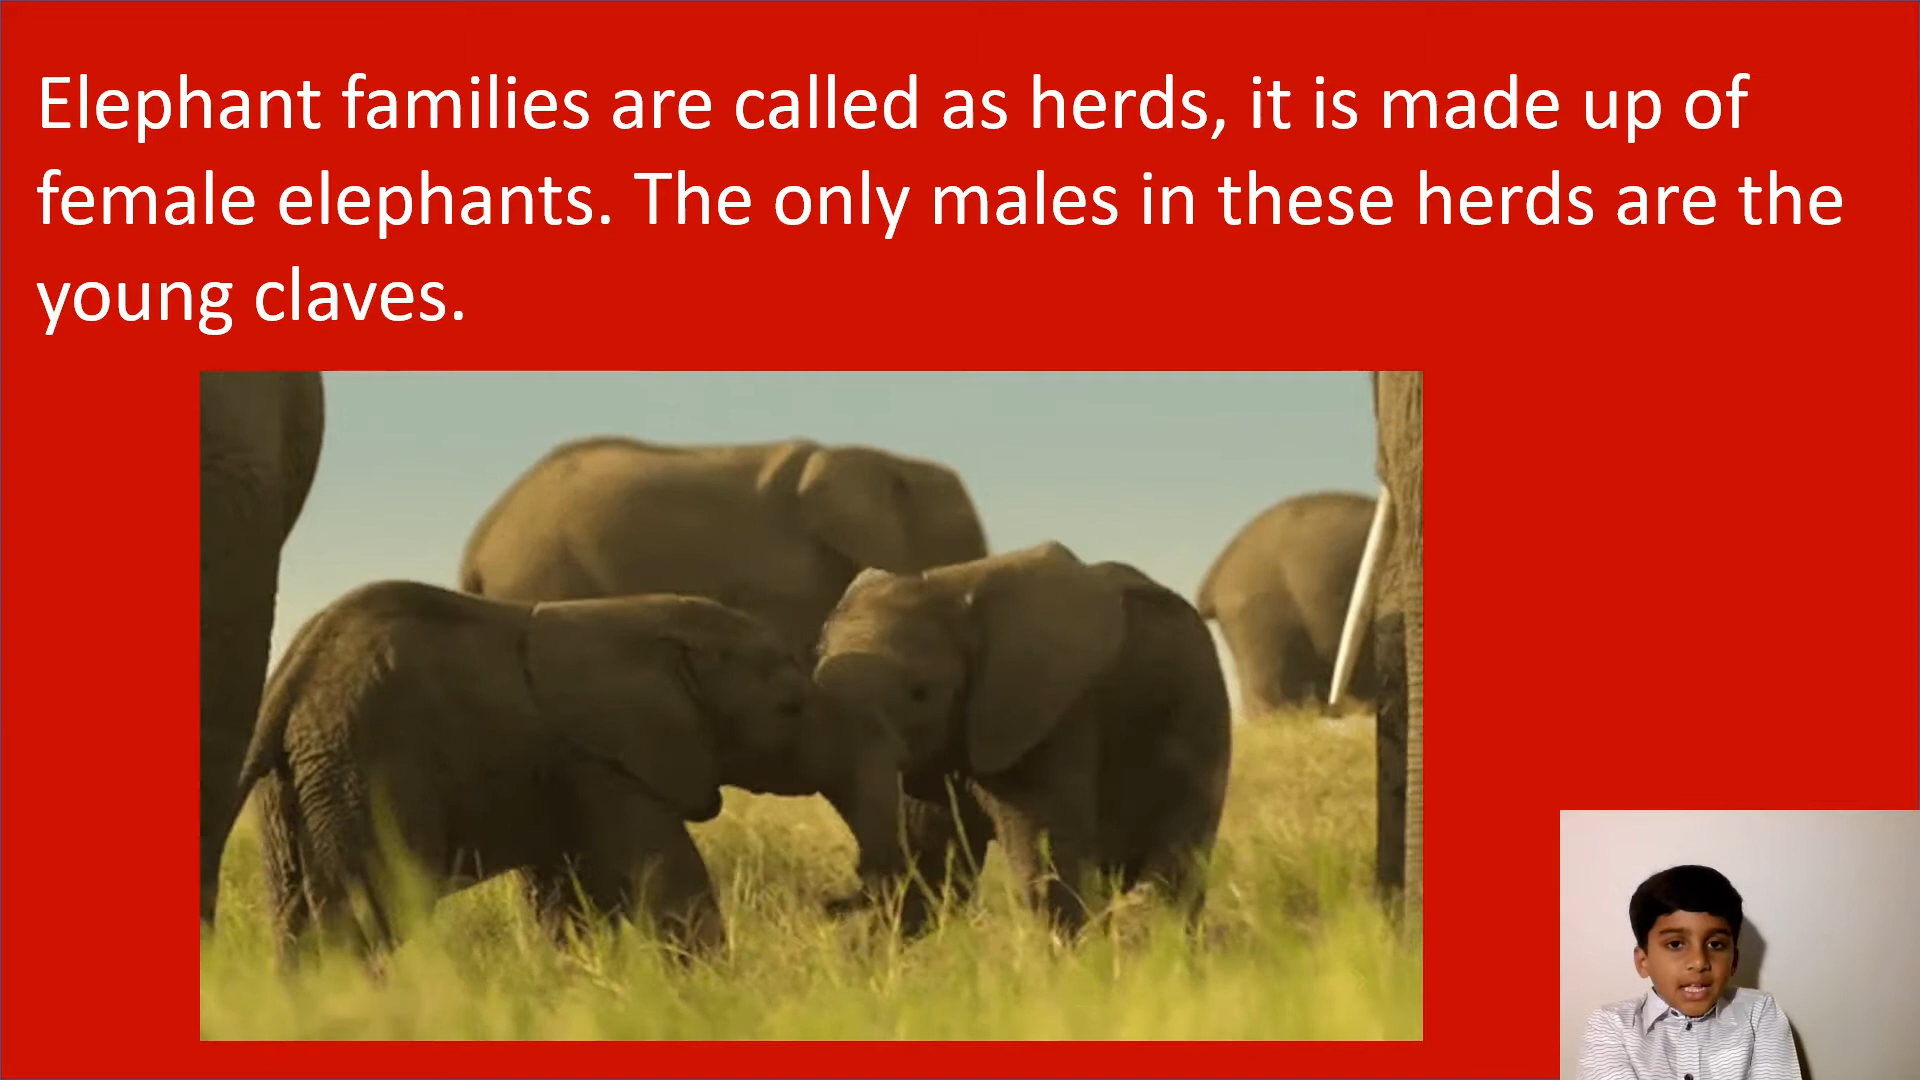 Elephant families are called as herds, it is made up of
female elephants. The only males in these herds are the
young claves.